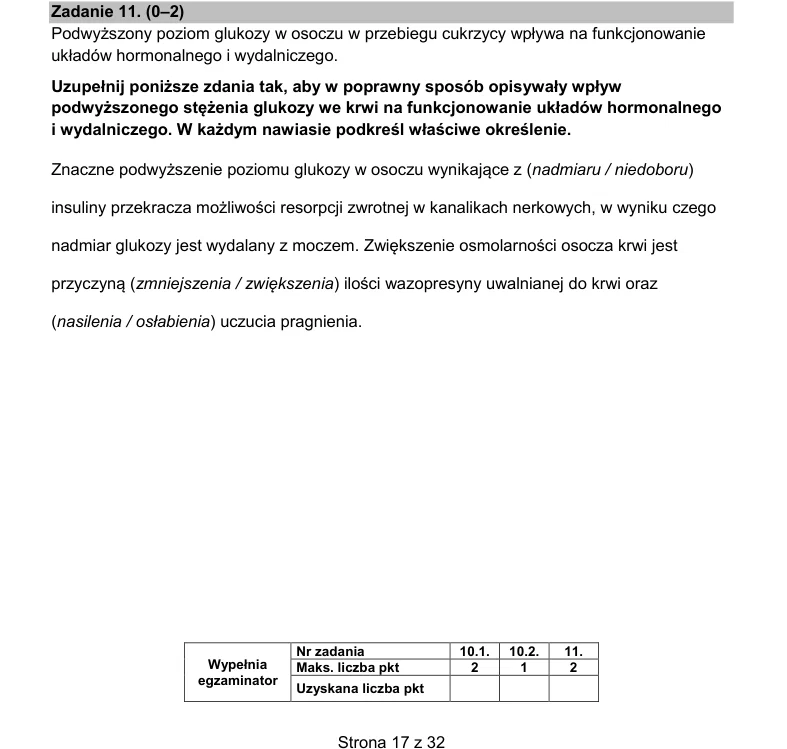 Zadanie 11. (0–2)
Podwyższony poziom glukozy w osoczu w przebiegu cukrzycy wpływa na funkcjonowanie
układów hormonalnego i wydalniczego.
Uzupełnij poniższe zdania tak, aby w poprawny sposób opisywały wpływ
podwyższonego stężenia glukozy we krwi na funkcjonowanie układów hormonalnego
i wydalniczego. W każdym nawiasie podkreśl właściwe określenie.
Znaczne podwyższenie poziomu glukozy w osoczu wynikające z (nadmiaru / niedoboru)
insuliny przekracza możliwości resorpcji zwrotnej w kanalikach nerkowych, w wyniku czego
nadmiar glukozy jest wydalany z moczem. Zwiększenie osmolarności osocza krwi jest
przyczyną (zmniejszenia / zwiększenia) ilości wazopresyny uwalnianej do krwi oraz
(nasilenia / osłabienia) uczucia pragnienia.
Wypełnia
egzaminator
Nr zadania 10.1. 10.2. 11.
Maks. liczba pkt 2 1 2
Uzyskana liczba pkt
Strona 17 z 32